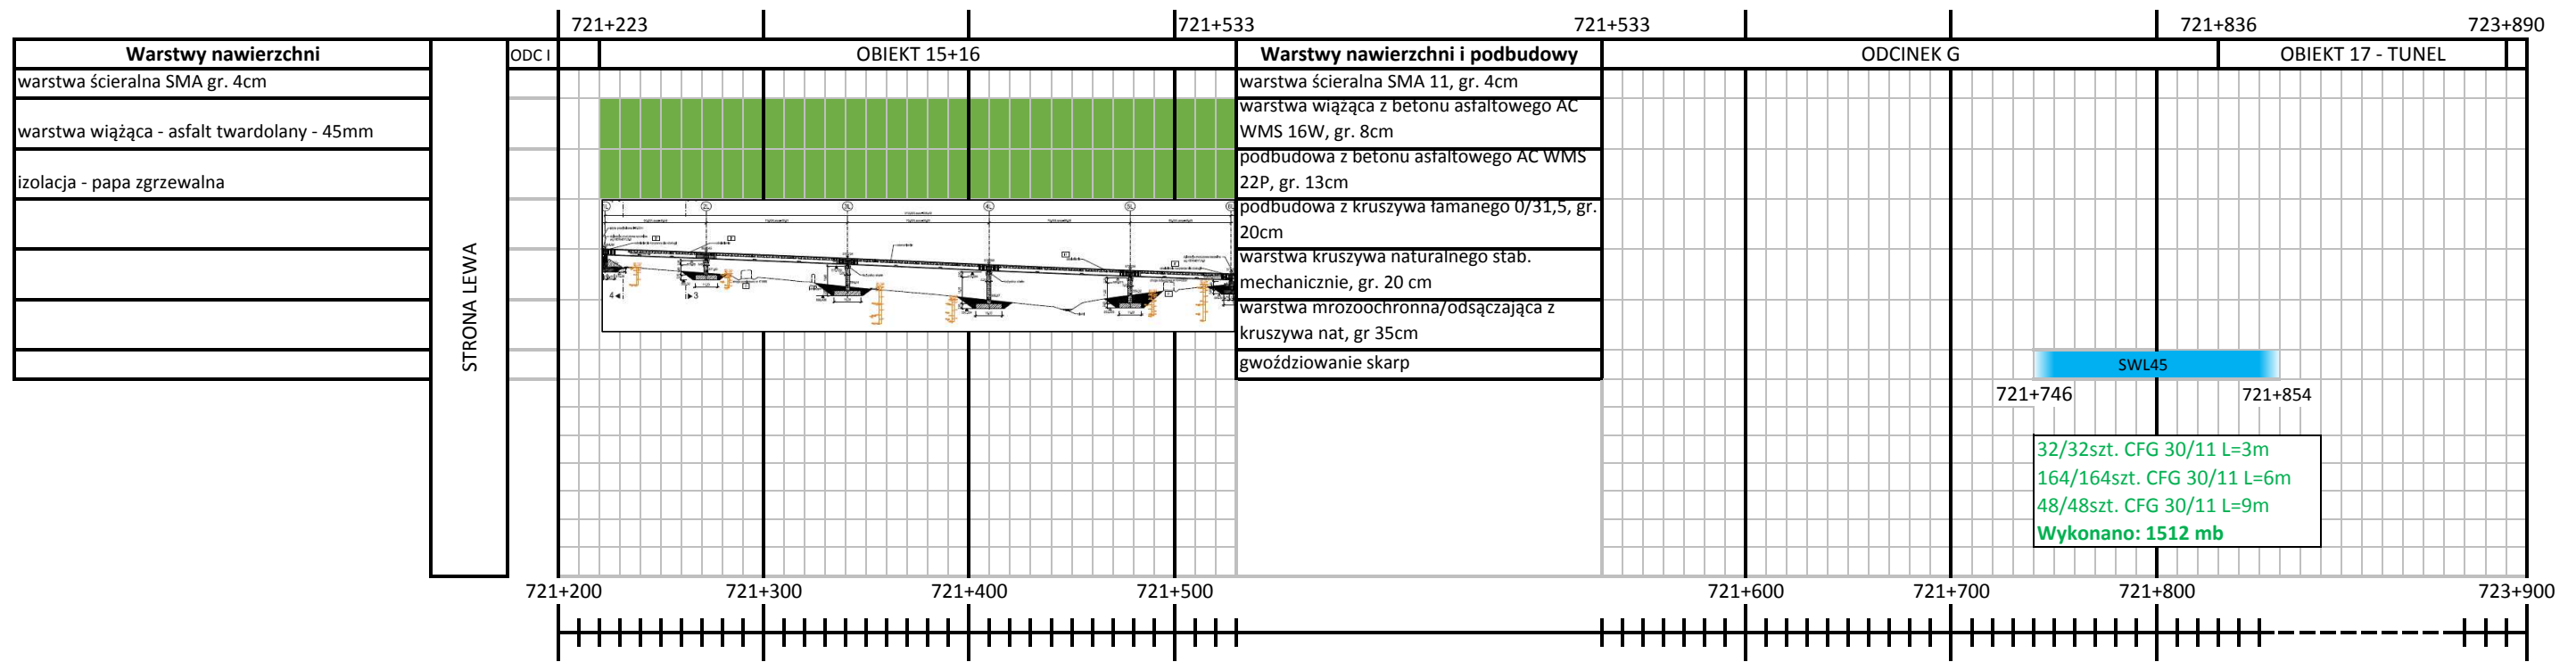 721+223
721+533
721+533
721+836
723+890
Warstwy nawierzchni
ODC I
OBIEKT 15+16
Warstwy nawierzchni i podbudowy
ODCINEK G
OBIEKT 17 - TUNEL
warstwa ścieralna SMA gr. 4cm
warstwa wiążąca - asfalt twardolany - 45mm
izolacja - papa zgrzewalna
STRONA LEWA
warstwa ścieralna SMA 11, gr. 4cm
warstwa wiążąca z betonu asfaltowego AC
WMS 16W, gr. 8cm
podbudowa z betonu asfaltowego AC WMS
22P, gr. 13cm
podbudowa z kruszywa łamanego 0/31,5, gr.
20cm
warstwa kruszywa naturalnego stab.
mechanicznie, gr. 20 cm
warstwa mrozoochronna/odsączająca z
kruszywa nat, gr 35cm
gwoździowanie skarp
SWL45
721+746
721+854
32/32szt. CFG 30/11 L=3m
164/164szt. CFG 30/11 L=6m
48/48szt. CFG 30/11 L=9m
Wykonano: 1512 mb
721+200
721+300
721+400
721+500
721+600
721+700
721+800
723+900